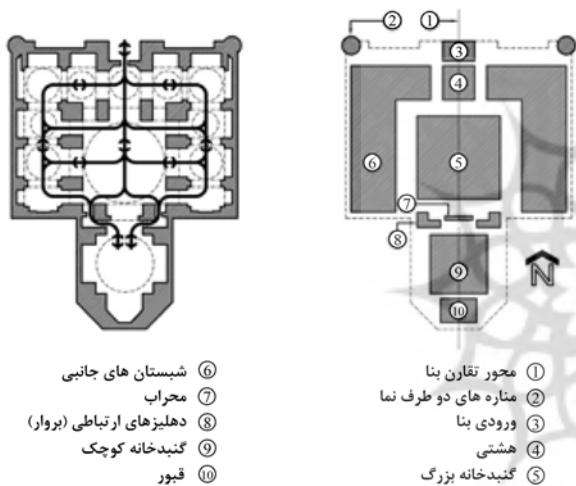 ② ①
③
④
⑥ ⑤
⑦
⑧
⑨
⑩
N
① محور تقارن بنا
② مناره های دو طرف نما
③ ورودی بنا
④ هشتی
⑤ گنبدخانه بزرگ
⑥ شبستان های جانبی
⑦ محراب
⑧ دهلیزهای ارتباطی (بروار)
⑨ گنبدخانه کوچک
⑩ قبور